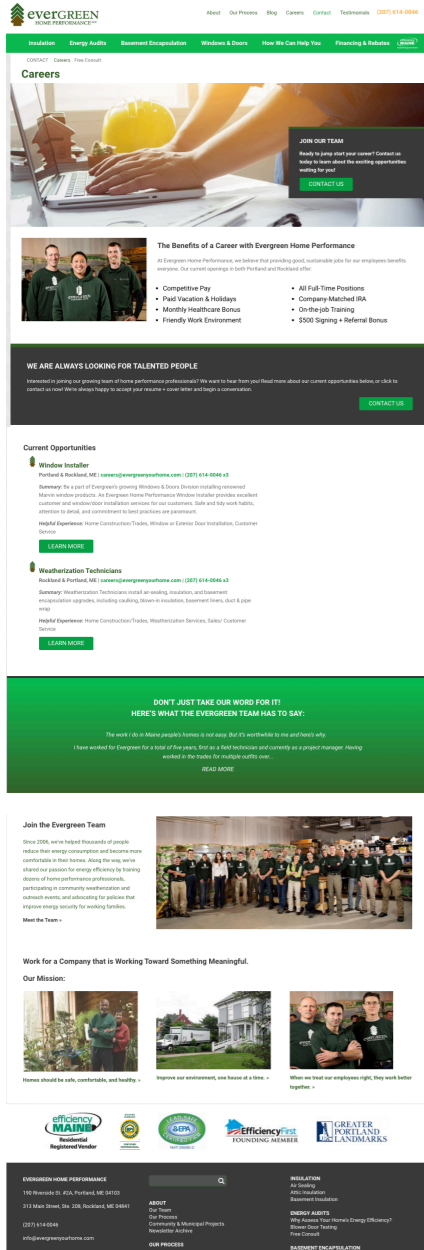 everGREEN
HOME PERFORMANCE
About Our Process Blog Careers Contact Testimonials (207) 614-0046
Insulation Energy Audits Basement Encapsulation Windows & Doors How We Can Help You Financing & Rebates
CONTACT Careers Free Consult
Careers
JOIN OUR TEAM
Ready to jump start your career? Contact us
today to learn about the exciting opportunities
waiting for you!
CONTACT US
The Benefits of a Career with Evergreen Home Performance
At Evergreen Home Performance, we believe that providing good, sustainable jobs for our employees benefits
everyone. Our current openings in both Portland and Rockland offer:
• Competitive Pay
• Paid Vacation & Holidays
• Monthly Healthcare Bonus
• Friendly Work Environment
• All Full-Time Positions
• Company-Matched IRA
• On-the-job Training
• $500 Signing + Referral Bonus
WE ARE ALWAYS LOOKING FOR TALENTED PEOPLE
Interested in joining our growing team of home performance professionals? We want to hear from you! Read more about our current opportunities below, or click to
contact us now! We're always happy to accept your resume + cover letter and begin a conversation.
CONTACT US
Current Opportunities
Window Installer
Portland & Rockland, ME | careers@evergreenyourhome.com | (207) 614-0046 x3
Summary: Be a part of Evergreen's growing Windows & Doors Division installing renowned
Marvin window products. An Evergreen Home Performance Window Installer provides excellent
customer and window/door installation services for our customers. Safe and tidy work habits,
attention to detail, and commitment to best practices are paramount.
Helpful Experience: Home Construction/Trades, Window or Exterior Door Installation, Customer
Service
LEARN MORE
Weatherization Technicians
Rockland & Portland, ME | careers@evergreenyourhome.com | (207) 614-0046 x3
Summary: Weatherization Technicians install air-sealing, insulation, and basement
encapsulation upgrades, including caulking, blown-in insulation, basement liners, duct & pipe
wrap
Helpful Experience: Home Construction/Trades, Weatherization Services, Sales/ Customer
Service
LEARN MORE
DON'T JUST TAKE OUR WORD FOR IT!
HERE'S WHAT THE EVERGREEN TEAM HAS TO SAY:
The work I do in Maine people's homes is not easy. But it's worthwhile to me and here's why.
I have worked for Evergreen for a total of five years, first as a field technician and currently as a project manager. Having
worked in the trades for multiple outfits over...
READ MORE
Join the Evergreen Team
Since 2006, we've helped thousands of people
reduce their energy consumption and become more
comfortable in their homes. Along the way, we've
shared our passion for energy efficiency by training
dozens of home performance professionals,
participating in community weatherization and
outreach events, and advocating for policies that
improve energy security for working families.
Meet the Team »
Work for a Company that is Working Toward Something Meaningful.
Our Mission:
Homes should be safe, comfortable, and healthy. »
Improve our environment, one house at a time. »
When we treat our employees right, they work better
together. »
efficiency
MAINE
Residential
Registered Vendor
LEAD-SAFE
EPA
EfficiencyFirst
FOUNDING MEMBER
GREATER
PORTLAND
LANDMARKS
EVERGREEN HOME PERFORMANCE
190 Riverside St. #2A, Portland, ME 04103
313 Main Street, Ste. 208, Rockland, ME 04841
(207) 614-0046
info@evergreenyourhome.com
ABOUT
Our Team
Our Process
Community & Municipal Projects
Newsletter Archive
OUR PROCESS
INSULATION
Air Sealing
Attic Insulation
Basement Insulation
ENERGY AUDITS
Why Assess Your Home's Energy Efficiency?
Blower Door Testing
Free Consult
BASEMENT ENCAPSULATION